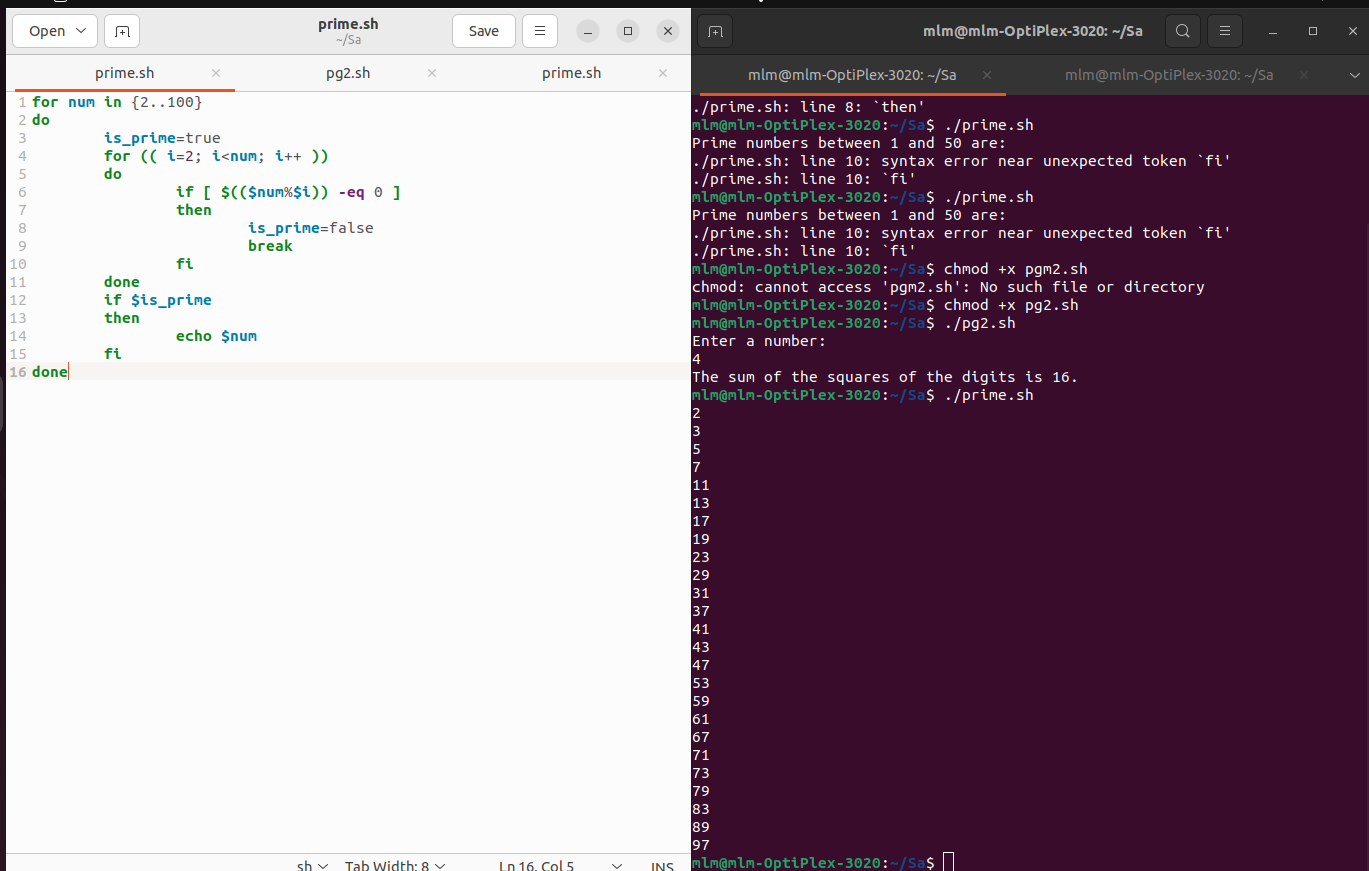 Open
prime.sh
~/Sa
Save
prime.sh
pg2.sh
prime.sh
1 for num in {2..100}
2 do
3 is_prime=true
4 for (( i=2; i<num; i++ ))
5 do
6 if [ $(($num%$i)) -eq 0 ]
7 then
8 is_prime=false
9 break
10 fi
11 done
12 if $is_prime
13 then
14 echo $num
15 fi
16 done
sh Tab Width: 8 Ln 16, Col 5 INS
mlm@mlm-OptiPlex-3020: ~/Sa
mlm@mlm-OptiPlex-3020: ~/Sa
mlm@mlm-OptiPlex-3020: ~/Sa
./prime.sh: line 8: `then'
mlm@mlm-OptiPlex-3020:~/Sa$ ./prime.sh
Prime numbers between 1 and 50 are:
./prime.sh: line 10: syntax error near unexpected token `fi'
./prime.sh: line 10: `fi'
mlm@mlm-OptiPlex-3020:~/Sa$ ./prime.sh
Prime numbers between 1 and 50 are:
./prime.sh: line 10: syntax error near unexpected token `fi'
./prime.sh: line 10: `fi'
mlm@mlm-OptiPlex-3020:~/Sa$ chmod +x pgm2.sh
chmod: cannot access 'pgm2.sh': No such file or directory
mlm@mlm-OptiPlex-3020:~/Sa$ chmod +x pg2.sh
mlm@mlm-OptiPlex-3020:~/Sa$ ./pg2.sh
Enter a number:
4
The sum of the squares of the digits is 16.
mlm@mlm-OptiPlex-3020:~/Sa$ ./prime.sh
2
3
5
7
11
13
17
19
23
29
31
37
41
43
47
53
59
61
67
71
73
79
83
89
97
mlm@mlm-OptiPlex-3020:~/Sa$